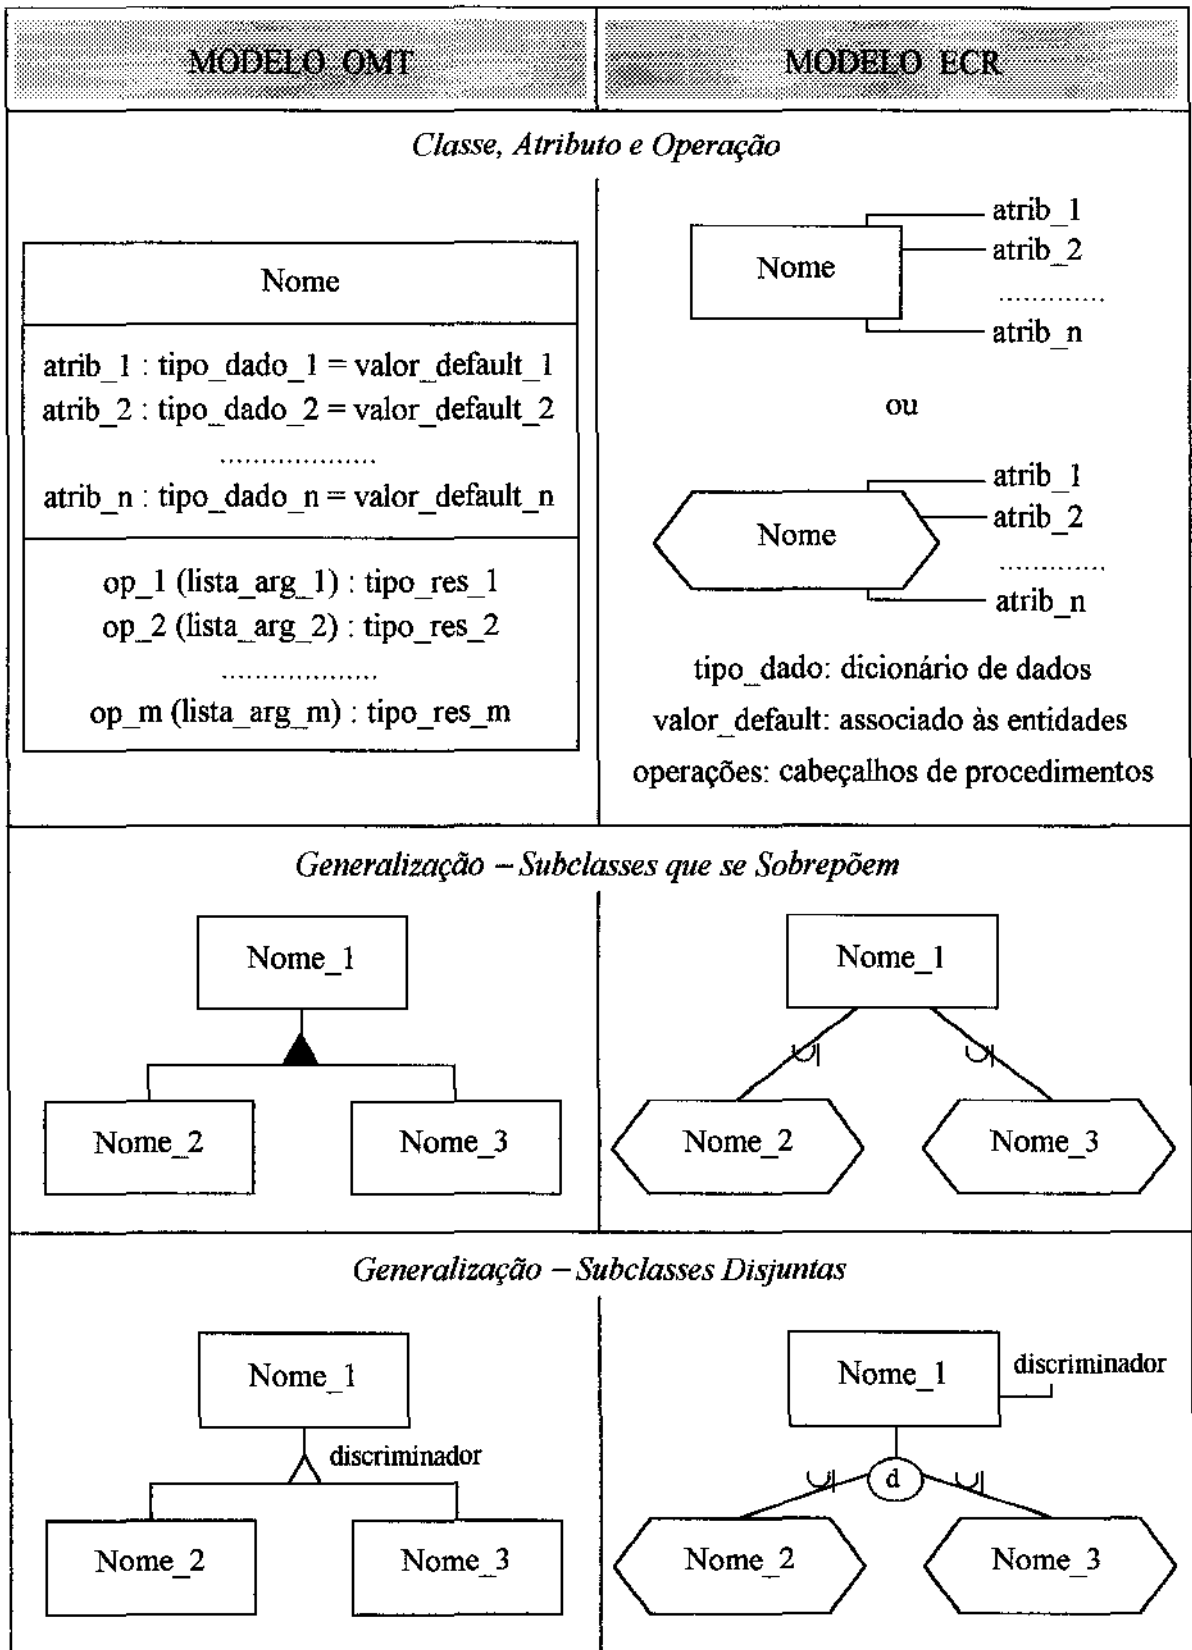 MODELO OMT
MODELO ECR
Classe, Atributo e Operação
Nome
atrib_1 : tipo_dado_1 = valor_default_1
atrib_2 : tipo_dado_2 = valor_default_2
...................
atrib_n : tipo_dado_n = valor_default_n
op_1 (lista_arg_1) : tipo_res_1
op_2 (lista_arg_2) : tipo_res_2
...................
op_m (lista_arg_m) : tipo_res_m
Nome
atrib_1
atrib_2
.............
atrib_n
ou
Nome
atrib_1
atrib_2
.............
atrib_n
tipo_dado: dicionário de dados
valor_default: associado às entidades
operações: cabeçalhos de procedimentos
Generalização – Subclasses que se Sobrepõem
Nome_1
Nome_2
Nome_3
Nome_1
Nome_2
Nome_3
Generalização – Subclasses Disjuntas
Nome_1
discriminador
Nome_2
Nome_3
Nome_1
discriminador
d
Nome_2
Nome_3